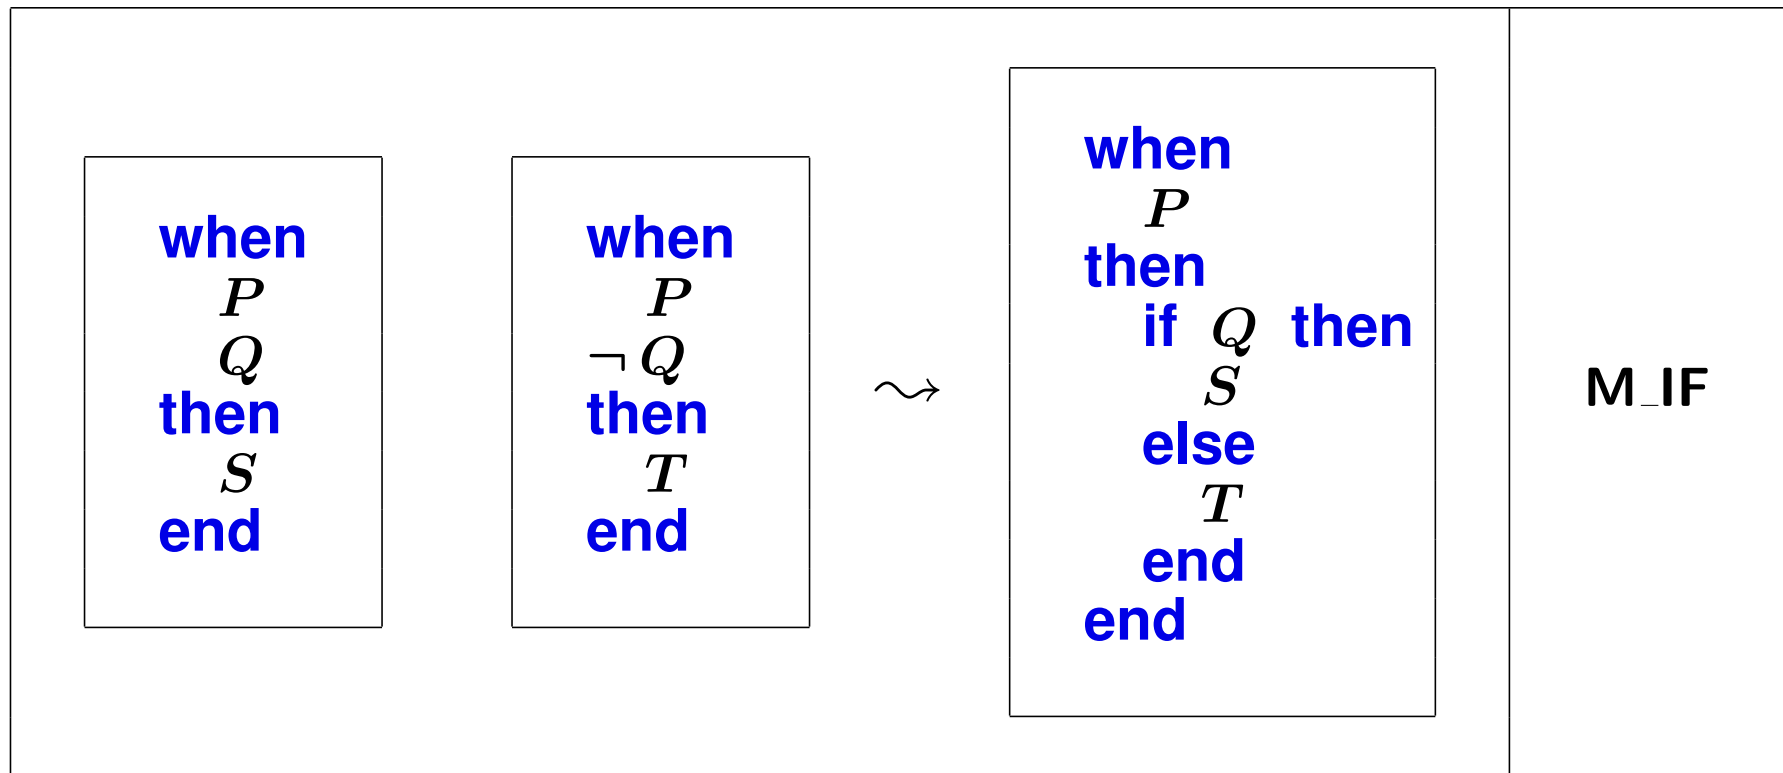 when
P
Q
then
S
end
when
P
¬ Q
then
T
end
⇝
when
P
then
if Q then
S
else
T
end
end
M_IF